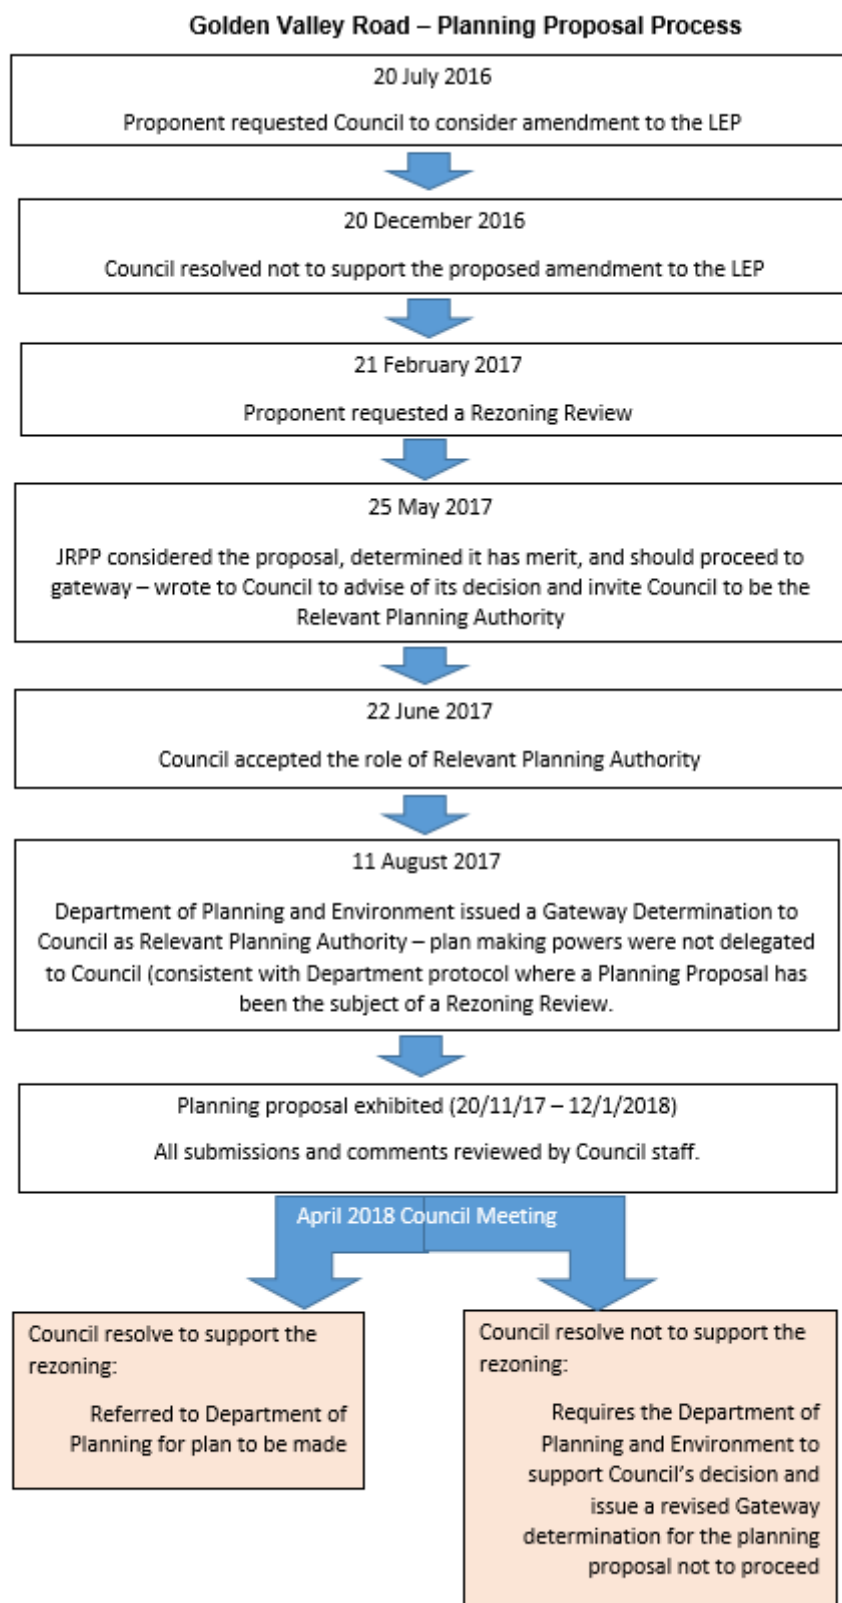 Golden Valley Road – Planning Proposal Process
20 July 2016
Proponent requested Council to consider amendment to the LEP
20 December 2016
Council resolved not to support the proposed amendment to the LEP
21 February 2017
Proponent requested a Rezoning Review
25 May 2017
JRPP considered the proposal, determined it has merit, and should proceed to
gateway – wrote to Council to advise of its decision and invite Council to be the
Relevant Planning Authority
22 June 2017
Council accepted the role of Relevant Planning Authority
11 August 2017
Department of Planning and Environment issued a Gateway Determination to
Council as Relevant Planning Authority – plan making powers were not delegated
to Council (consistent with Department protocol where a Planning Proposal has
been the subject of a Rezoning Review.
Planning proposal exhibited (20/11/17 – 12/1/2018)
All submissions and comments reviewed by Council staff.
April 2018 Council Meeting
Council resolve to support the
rezoning:
Referred to Department of
Planning for plan to be made
Council resolve not to support the
rezoning:
Requires the Department of
Planning and Environment to
support Council's decision and
issue a revised Gateway
determination for the planning
proposal not to proceed